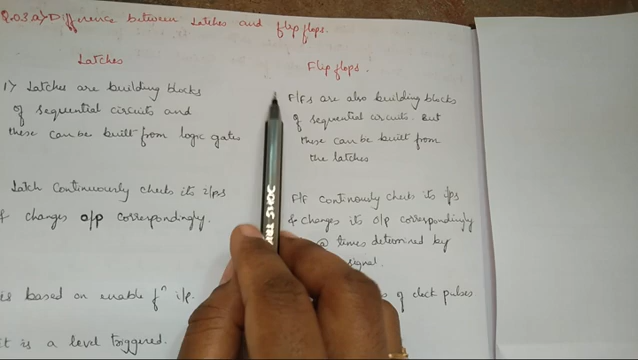 Q.03.a) Difference between Latches and flip flops.
Latches
1) Latches are building blocks
of sequential circuits and
these can be built from logic gates
Latch Continuously checks its i/ps
& changes o/p correspondingly.
is based on enable fⁿ i/p.
it is a level triggered.
Flip flops.
F/Fs are also building blocks
of sequential circuits. But
these can be built from
the latches
F/F continously checks its i/ps
& changes its o/p correspondingly
@ times determined by
signal.
of clock pulses